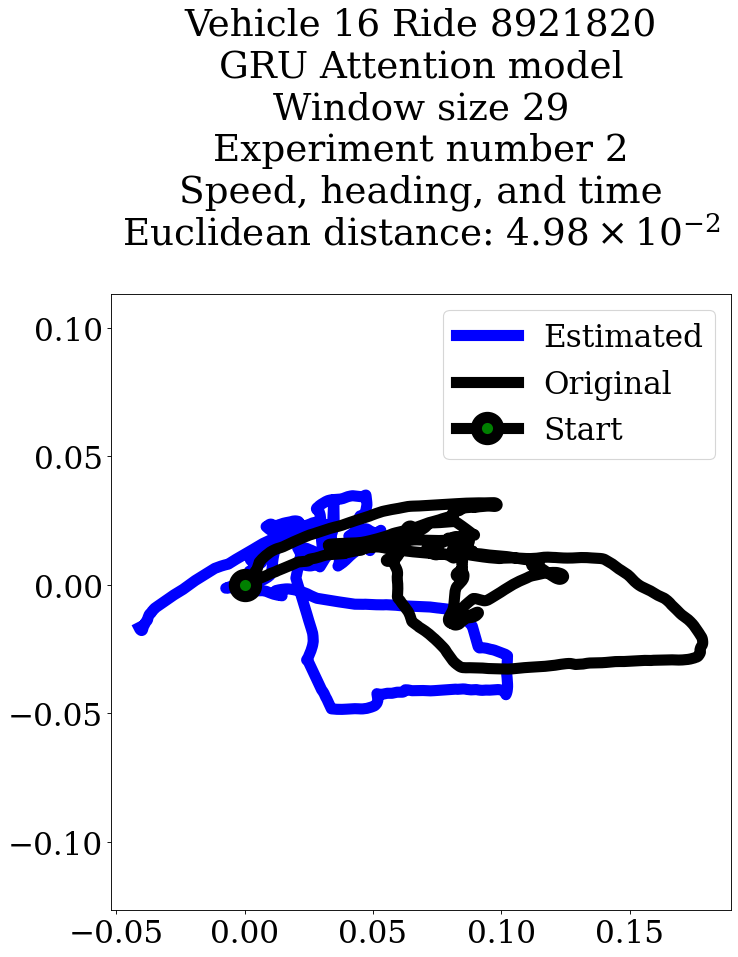 Vehicle 16 Ride 8921820
GRU Attention model
Window size 29
Experiment number 2
Speed, heading, and time
Euclidean distance: 4.98 × 10⁻²
Estimated
Original
Start
0.10
0.05
0.00
−0.05
−0.10
−0.05 0.00 0.05 0.10 0.15